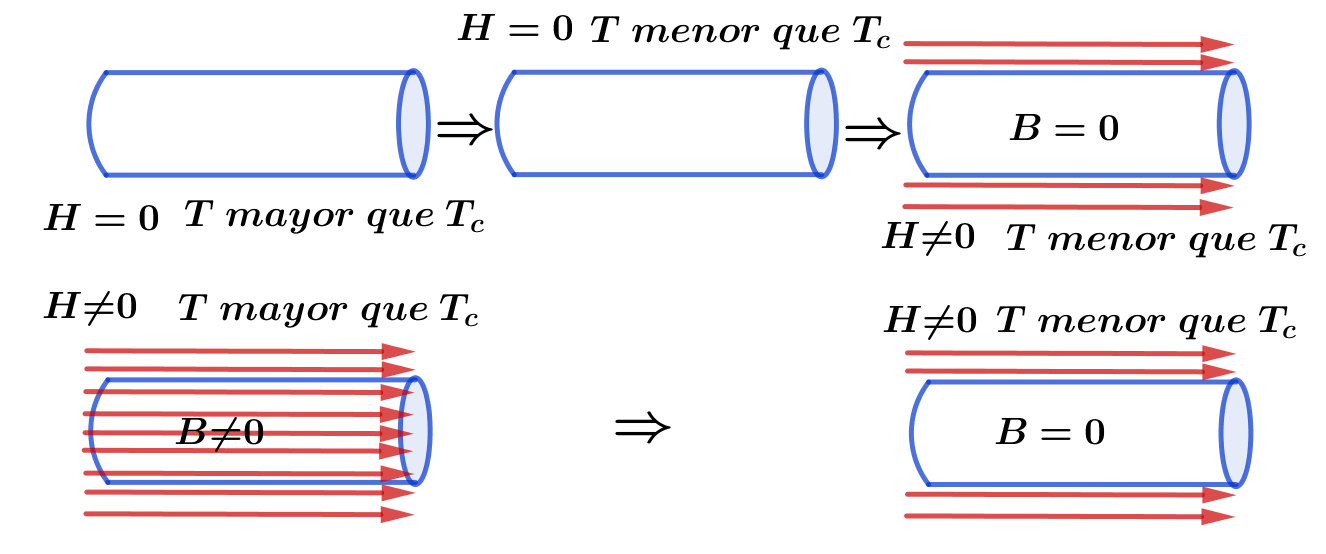 H = 0 T menor que T_c
B = 0
H = 0 T mayor que T_c
H≠0 T menor que T_c
H≠0 T mayor que T_c
H≠0 T menor que T_c
B≠0
B = 0